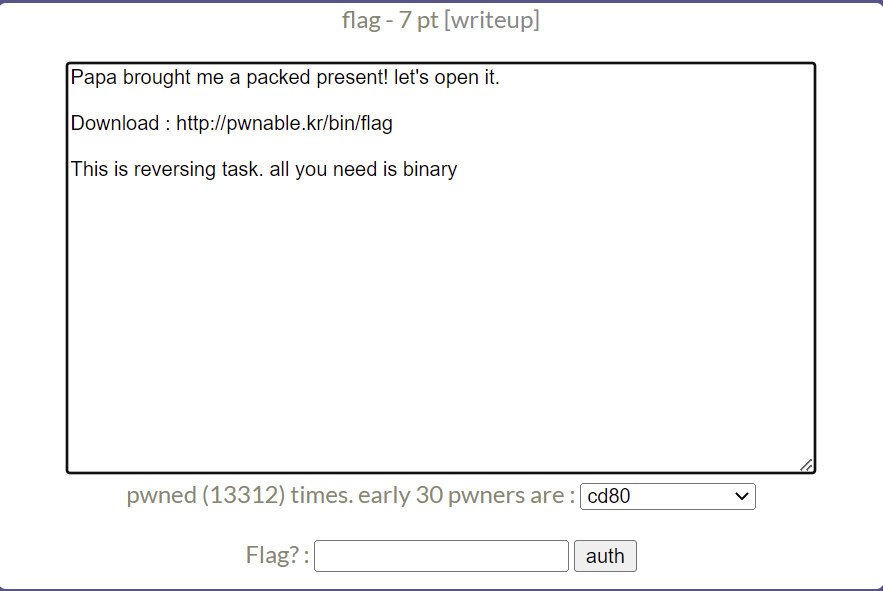 flag - 7 pt [writeup]
Papa brought me a packed present! let's open it.
Download : http://pwnable.kr/bin/flag
This is reversing task. all you need is binary
pwned (13312) times. early 30 pwners are : cd80
Flag? : auth